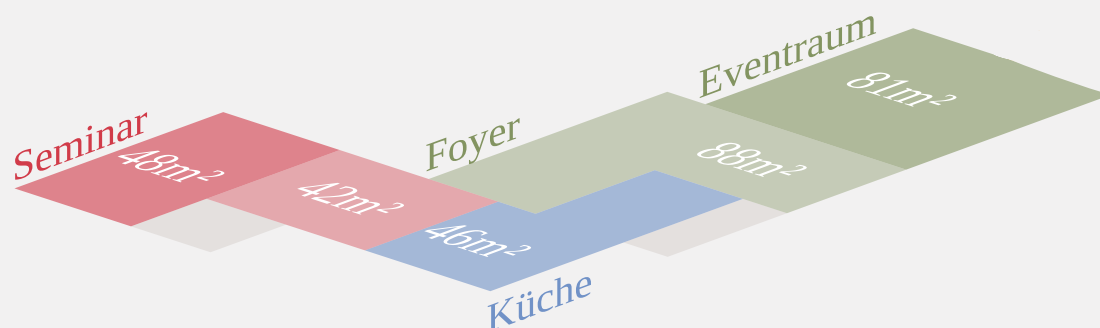 Seminar
48m²
42m²
Foyer
46m²
Küche
88m²
Eventraum
81m²